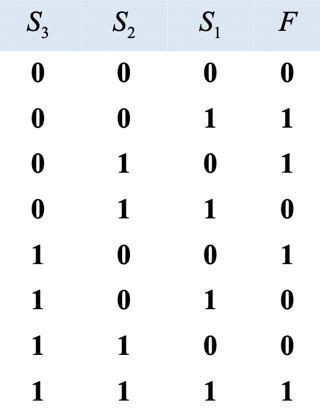 S₃ S₂ S₁ F
0 0 0 0
0 0 1 1
0 1 0 1
0 1 1 0
1 0 0 1
1 0 1 0
1 1 0 0
1 1 1 1